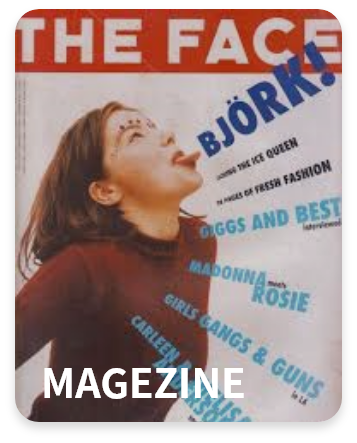 THE FACE
BJÖRK!
THE ICE QUEEN
PAGES OF FRESH FASHION
GIGGS AND BEST
interviewed
MADONNA meets
ROSIE
GIRLS GANGS & GUNS
in LA
CARLEEN
MAGEZINE